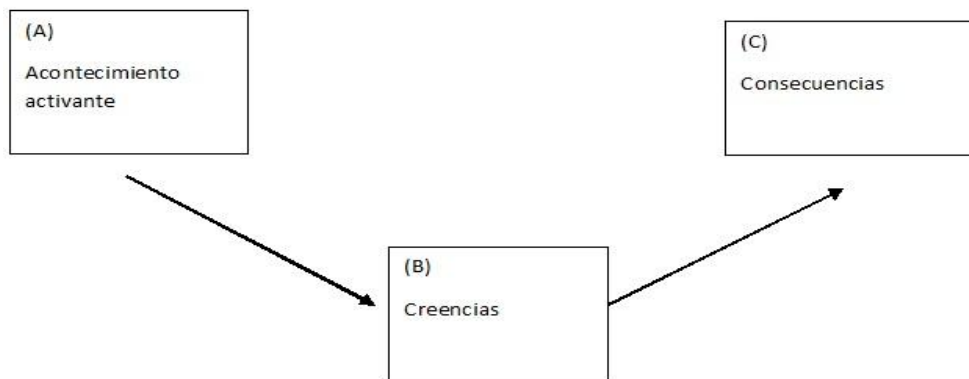 (A)
Acontecimiento
activante
(C)
Consecuencias
(B)
Creencias